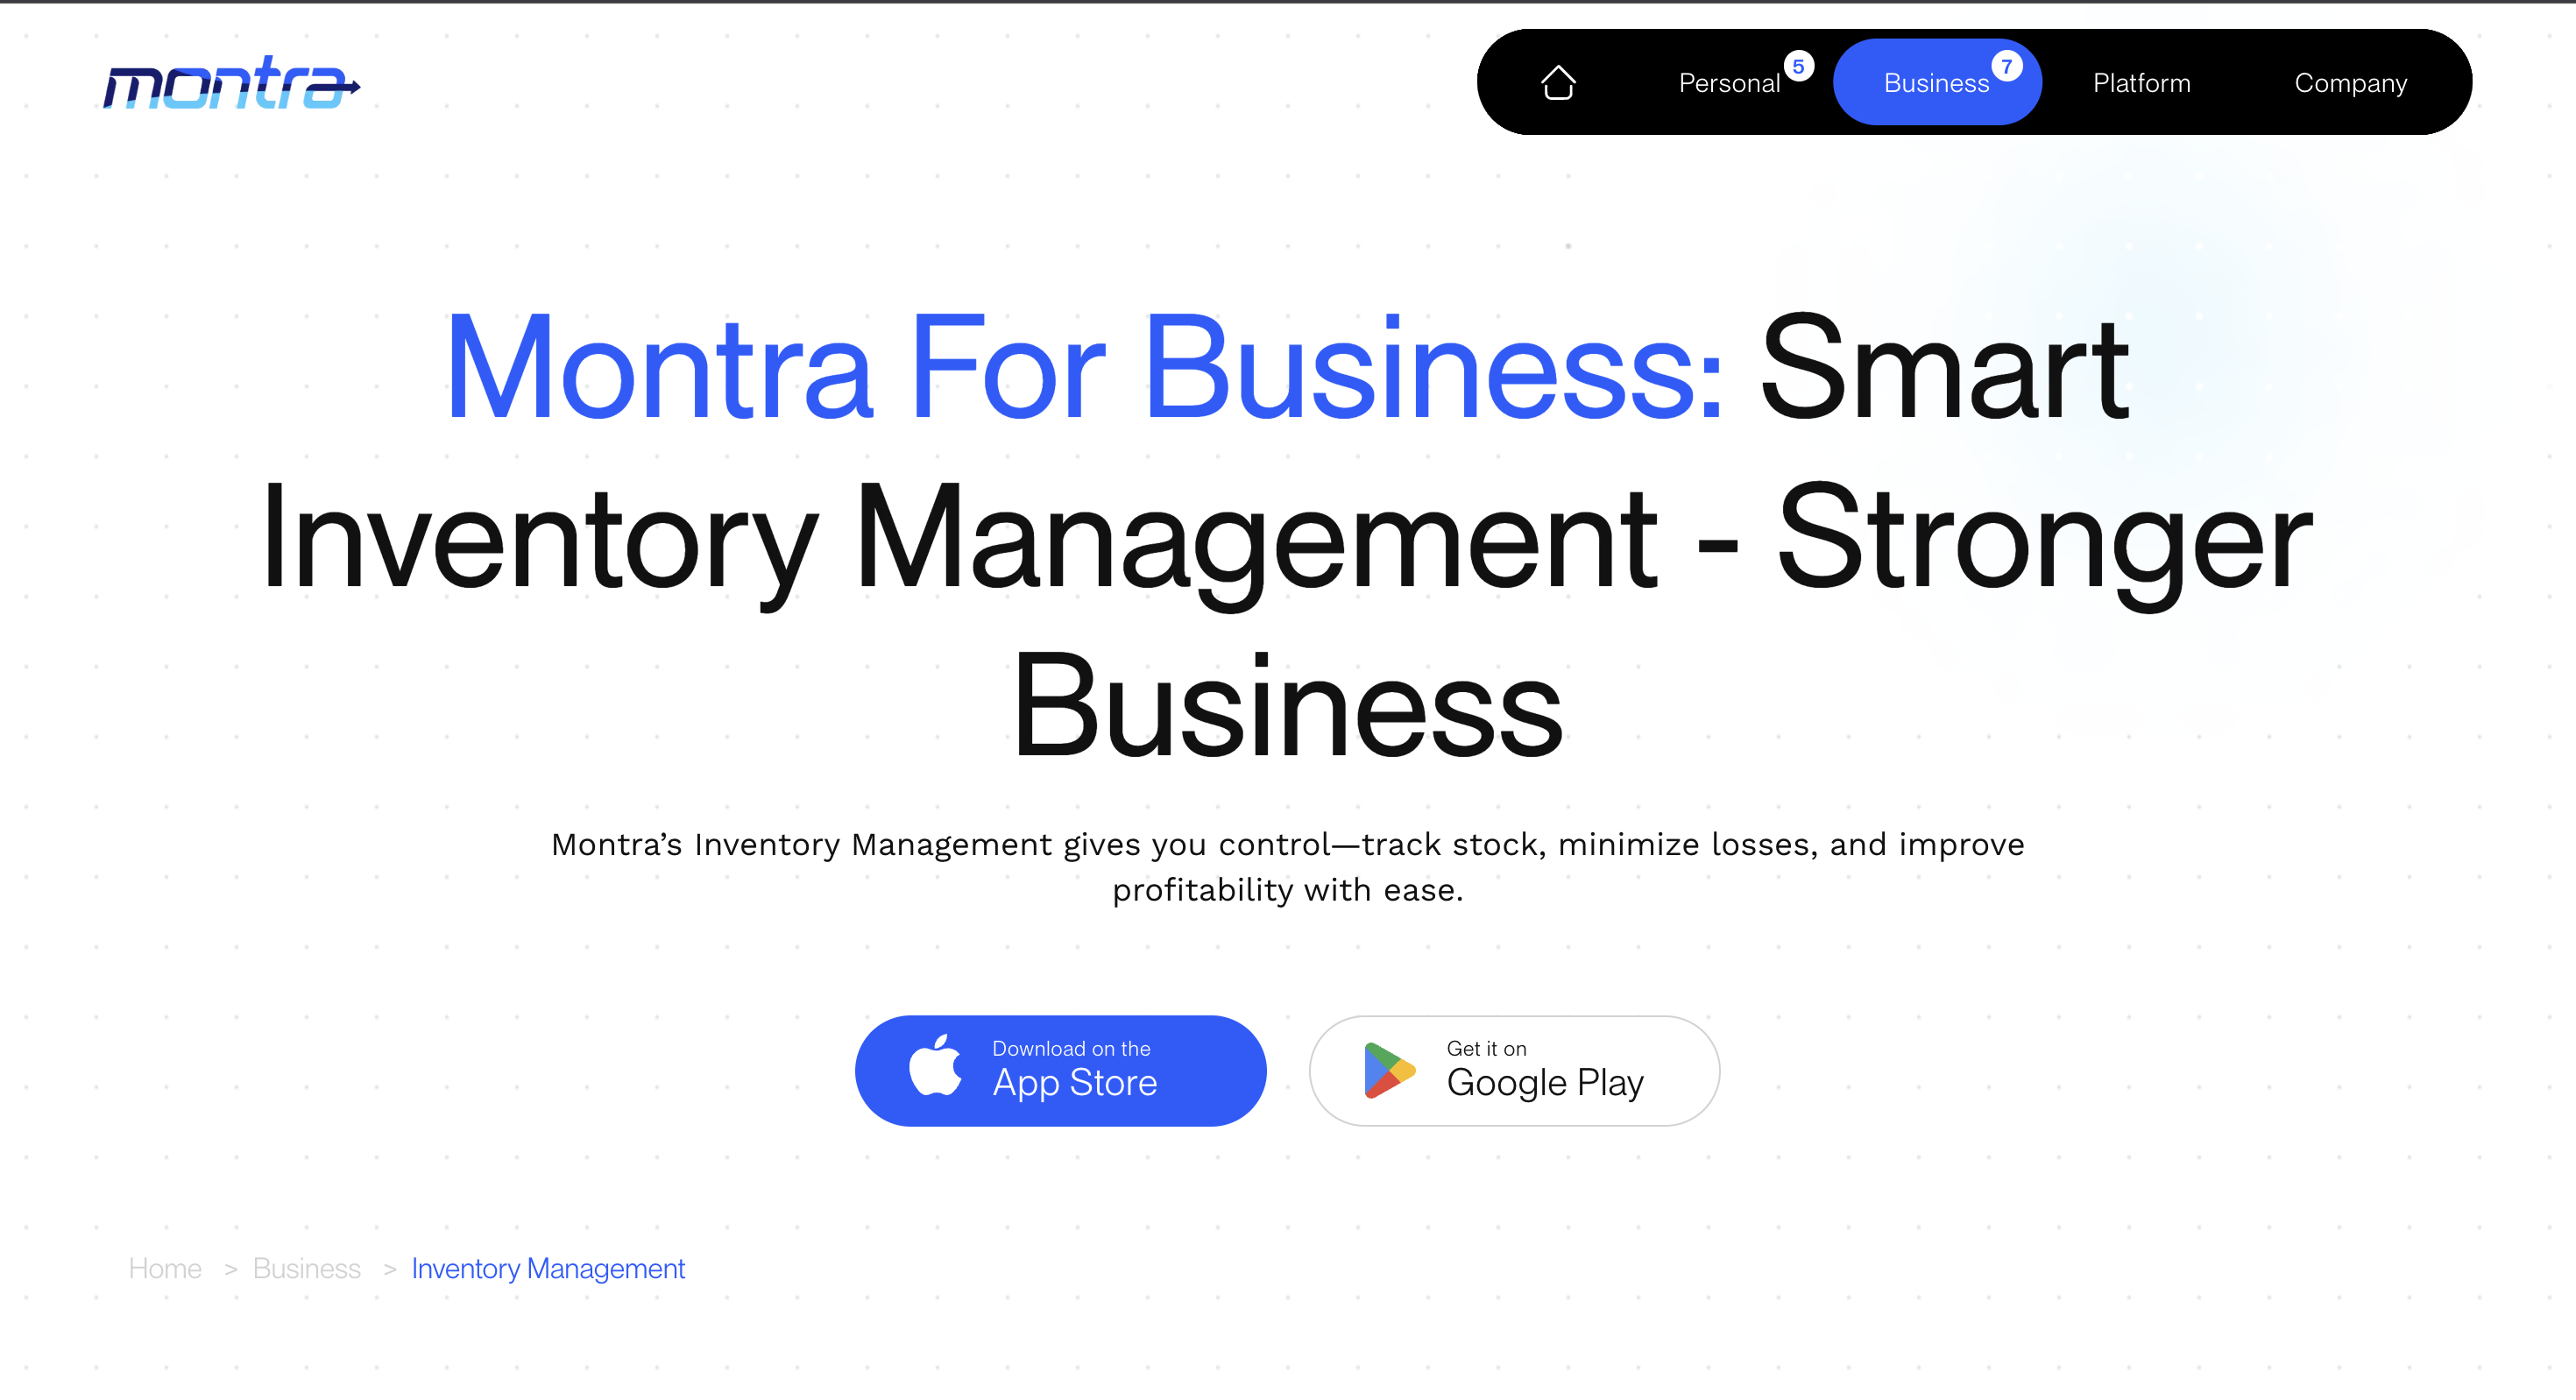 montra
Personal 5 Business 7 Platform Company
Montra For Business: Smart
Inventory Management - Stronger
Business
Montra’s Inventory Management gives you control—track stock, minimize losses, and improve
profitability with ease.
Download on the
App Store
Get it on
Google Play
Home > Business > Inventory Management